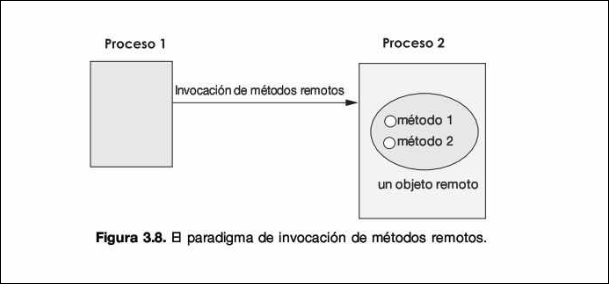 Proceso 1
Proceso 2
Invocación de métodos remotos
método 1
método 2
un objeto remoto
Figura 3.8. El paradigma de invocación de métodos remotos.